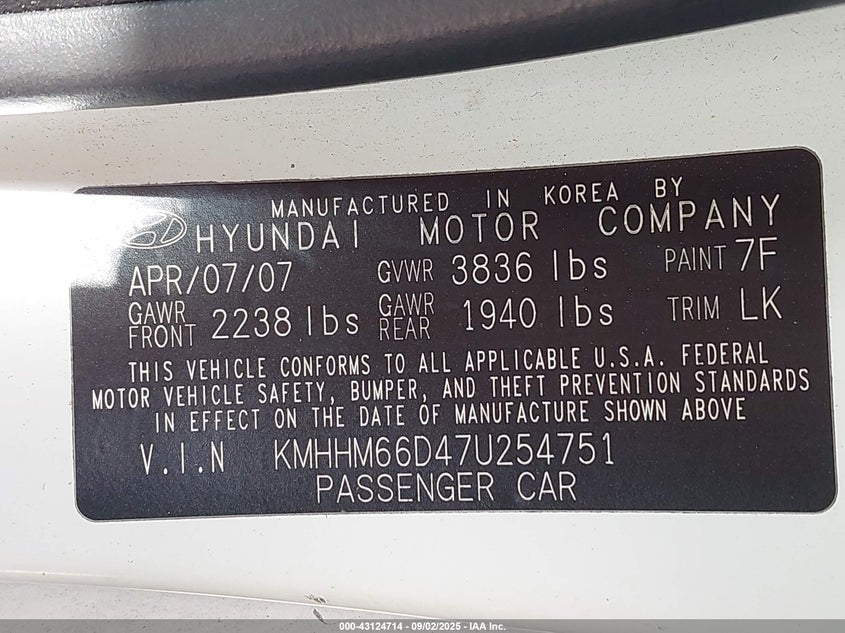 MANUFACTURED IN KOREA BY
HYUNDAI MOTOR COMPANY
APR/07/07 GVWR 3836 lbs PAINT 7F
GAWR FRONT 2238 lbs GAWR REAR 1940 lbs TRIM LK
THIS VEHICLE CONFORMS TO ALL APPLICABLE U.S.A. FEDERAL
MOTOR VEHICLE SAFETY, BUMPER, AND THEFT PREVENTION STANDARDS
IN EFFECT ON THE DATE OF MANUFACTURE SHOWN ABOVE
V.I.N KMHHM66D47U254751
PASSENGER CAR
000-43124714 - 09/02/2025 - IAA Inc.